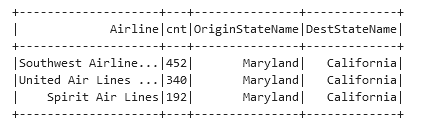 +--------------------+---+---------------+-------------+
|             Airline|cnt|OriginStateName|DestStateName|
+--------------------+---+---------------+-------------+
|Southwest Airline...|452|       Maryland|   California|
|United Air Lines ...|340|       Maryland|   California|
|    Spirit Air Lines|192|       Maryland|   California|
+--------------------+---+---------------+-------------+